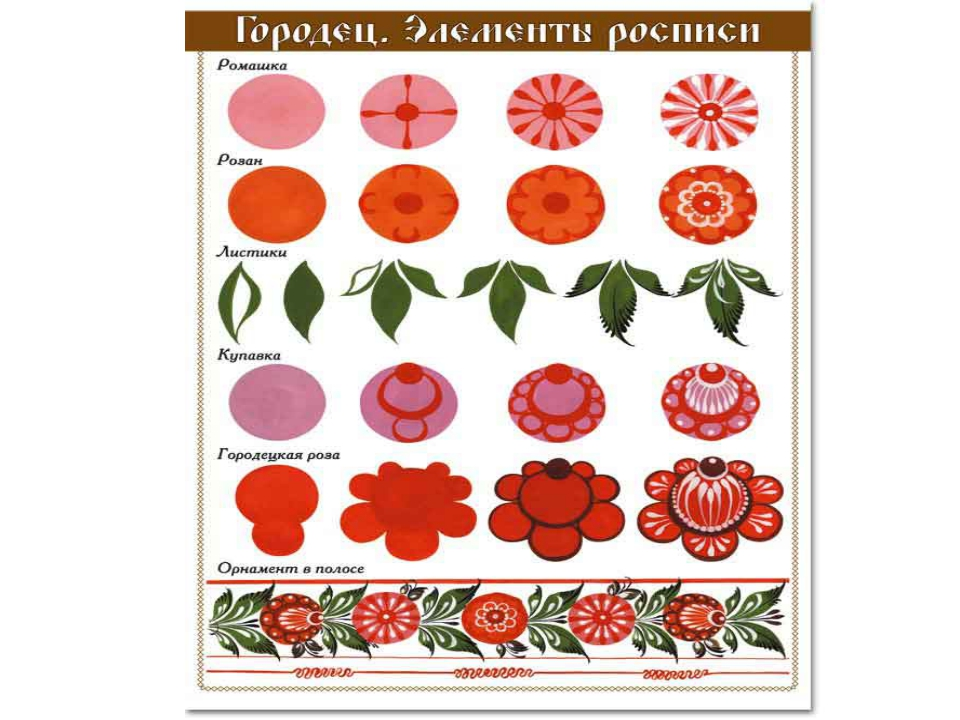 Городец. Элементы росписи
Ромашка
Розан
Листики
Купавка
Городецкая роза
Орнамент в полосе